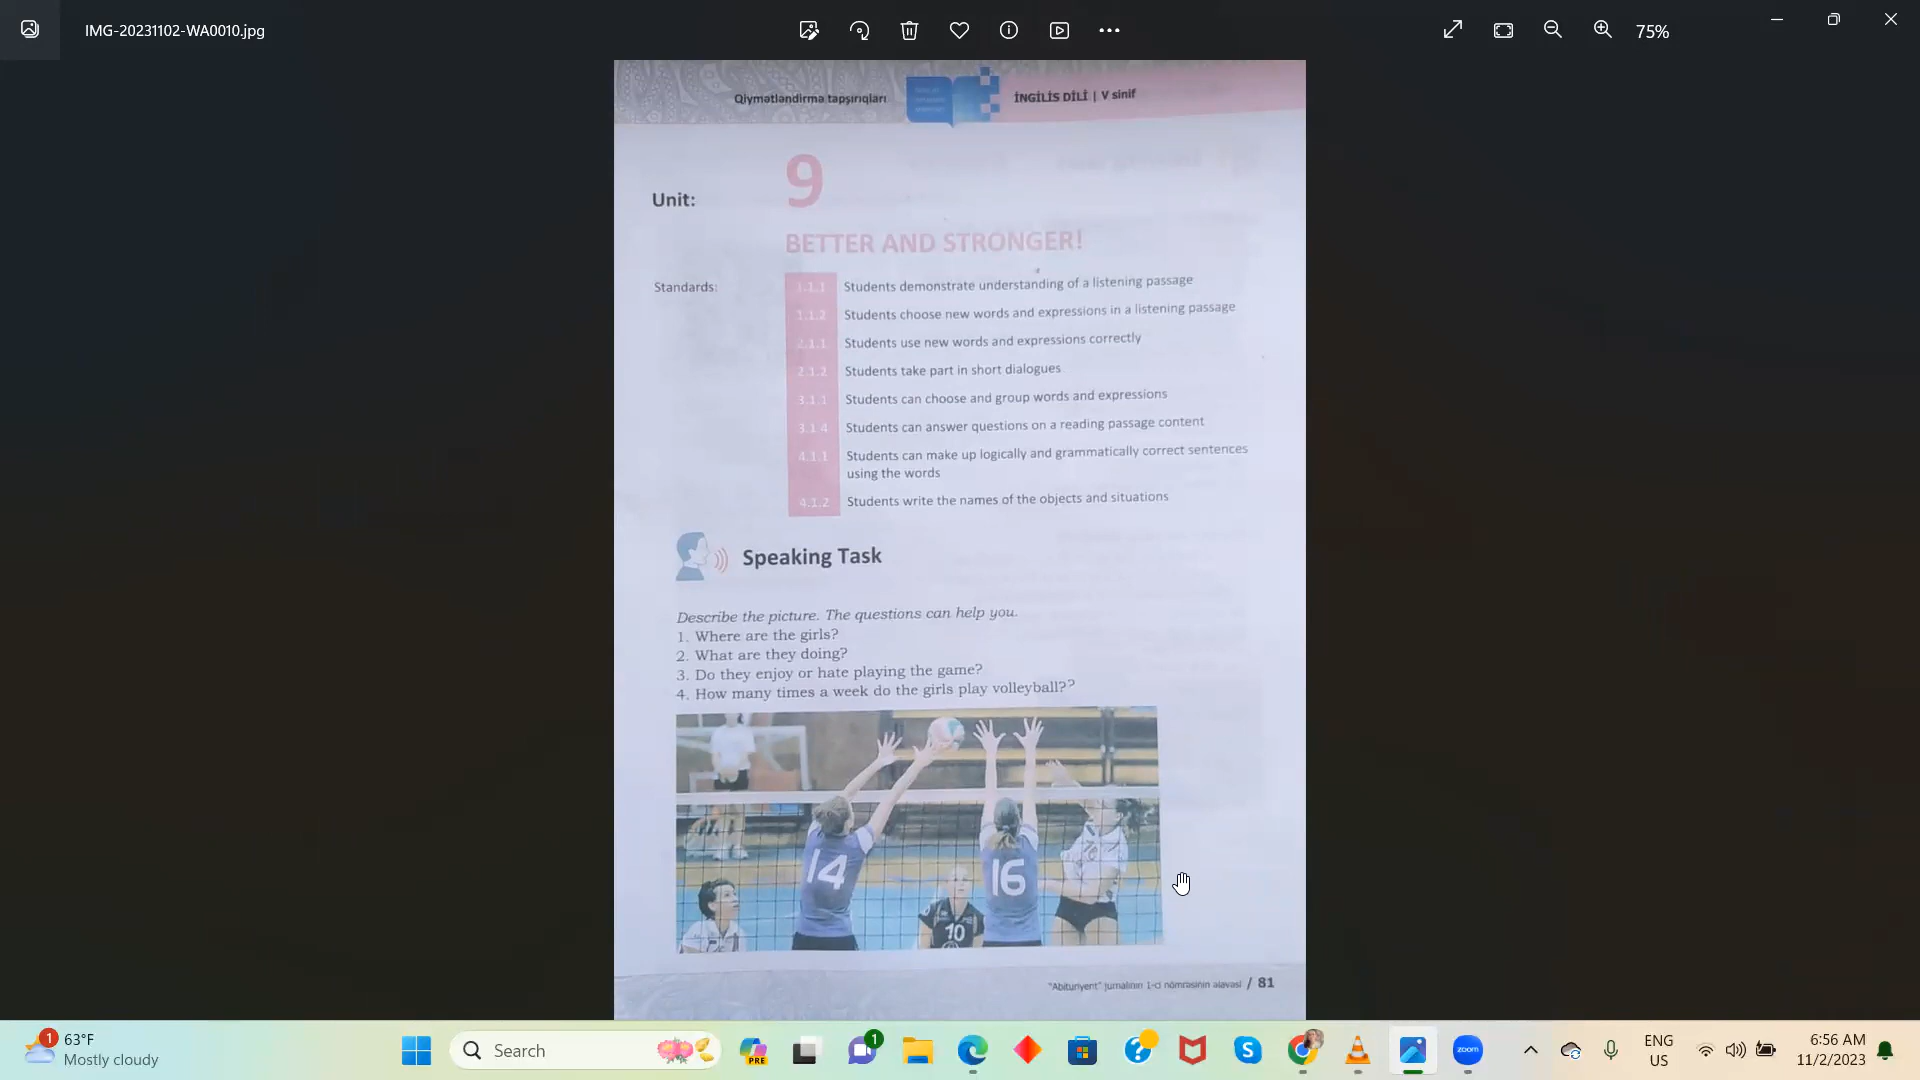 IMG-20231102-WA0010.jpg
75%
Qiymətləndirmə tapşırıqları
İNGİLİS DİLİ | V sinif
9
Unit:
BETTER AND STRONGER!
Standards:
1.1.1 Students demonstrate understanding of a listening passage
1.1.2 Students choose new words and expressions in a listening passage
2.1.1 Students use new words and expressions correctly
2.1.2 Students take part in short dialogues
3.1.1 Students can choose and group words and expressions
3.1.4 Students can answer questions on a reading passage content
4.1.1 Students can make up logically and grammatically correct sentences
using the words
4.1.2 Students write the names of the objects and situations
Speaking Task
Describe the picture. The questions can help you.
1. Where are the girls?
2. What are they doing?
3. Do they enjoy or hate playing the game?
4. How many times a week do the girls play volleyball??
14
16
10
"Abituriyent" jurnalının 1-ci nömrəsinin əlavəsi / 81
1
63°F
Mostly cloudy
Search
PRE
1
zoom
ENG
US
6:56 AM
11/2/2023